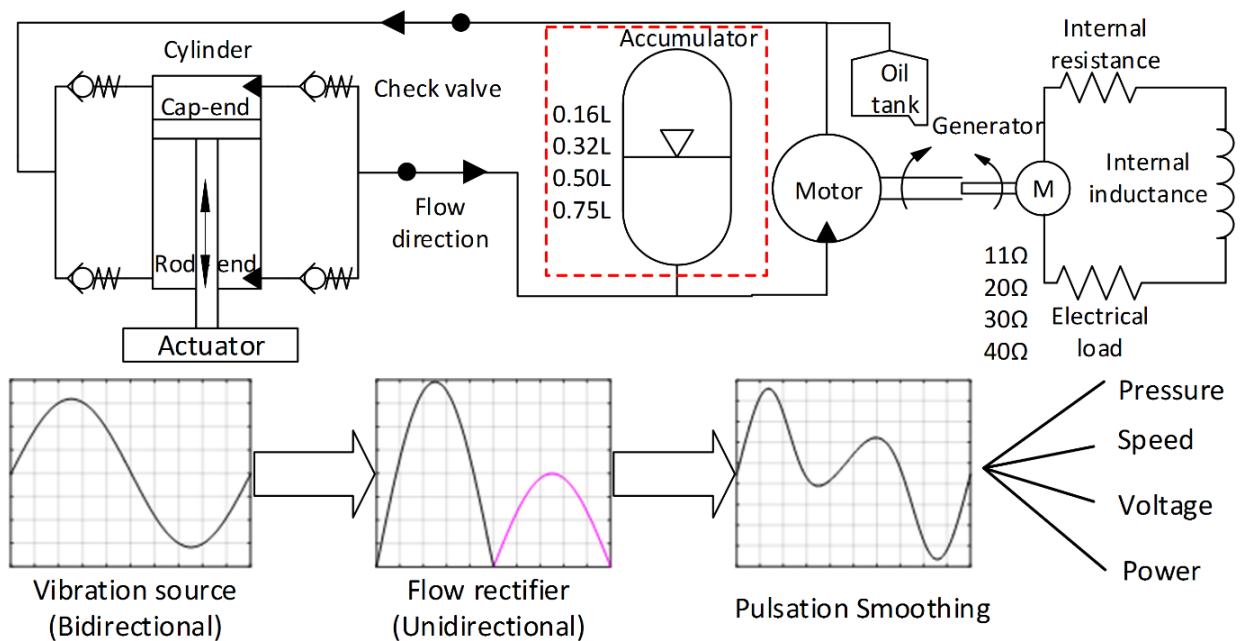 Cylinder
Cap-end
Rod end
Actuator
Check valve
Flow
direction
Accumulator
0.16L
0.32L
0.50L
0.75L
Oil
tank
Motor
Generator
M
Internal
resistance
Internal
inductance
11Ω
20Ω
30Ω
40Ω
Electrical
load
Vibration source
(Bidirectional)
Flow rectifier
(Unidirectional)
Pulsation Smoothing
Pressure
Speed
Voltage
Power